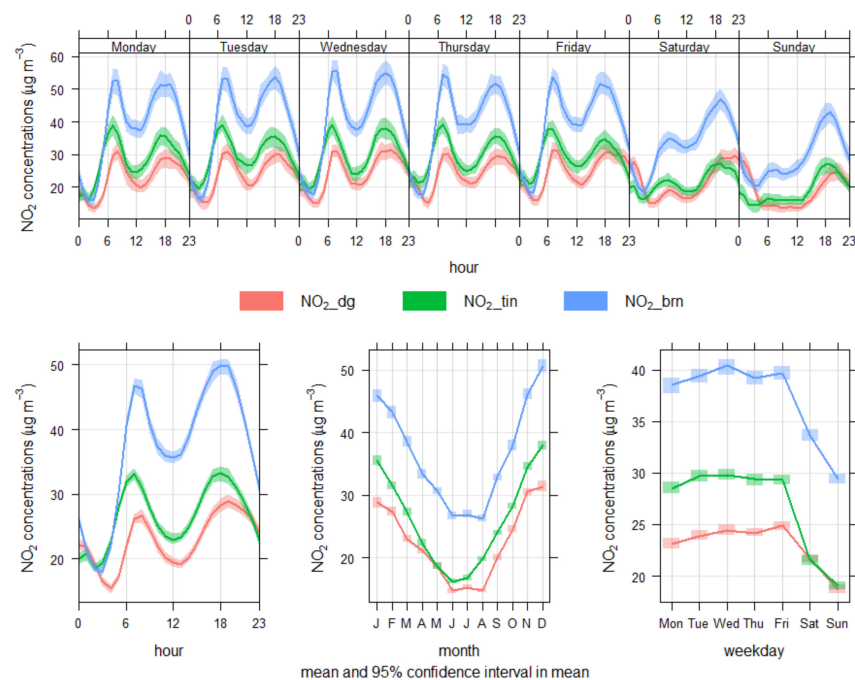 0 6 12 18 23 0 6 12 18 23 0 6 12 18 23
Monday Tuesday Wednesday Thursday Friday Saturday Sunday
NO₂ concentrations (µg m⁻³)
60
50
40
30
20
0 6 12 18 23 0 6 12 18 23 0 6 12 18 23 0 6 12 18 23
hour
NO₂_dg NO₂_tin NO₂_brn
NO₂ concentrations (µg m⁻³)
50
40
30
20
0 6 12 18 23
hour
NO₂ concentrations (µg m⁻³)
50
40
30
20
J F M A M J J A S O N D
month
NO₂ concentrations (µg m⁻³)
40
35
30
25
20
Mon Tue Wed Thu Fri Sat Sun
weekday
mean and 95% confidence interval in mean